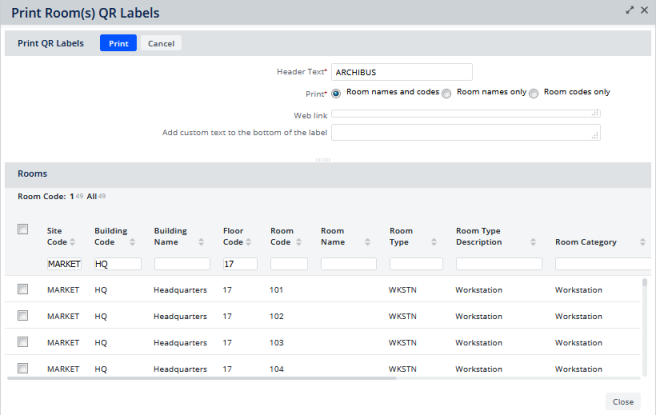 Print Room(s) QR Labels
Print QR Labels Print Cancel
Header Text* ARCHIBUS
Print* Room names and codes Room names only Room codes only
Web link
Add custom text to the bottom of the label
Rooms
Room Code: 1 49 All 49
Site Code Building Code Building Name Floor Code Room Code Room Name Room Type Room Type Description Room Category
MARKET HQ 17
MARKET HQ Headquarters 17 101 WKSTN Workstation Workstation
MARKET HQ Headquarters 17 102 WKSTN Workstation Workstation
MARKET HQ Headquarters 17 103 WKSTN Workstation Workstation
MARKET HQ Headquarters 17 104 WKSTN Workstation Workstation
Close